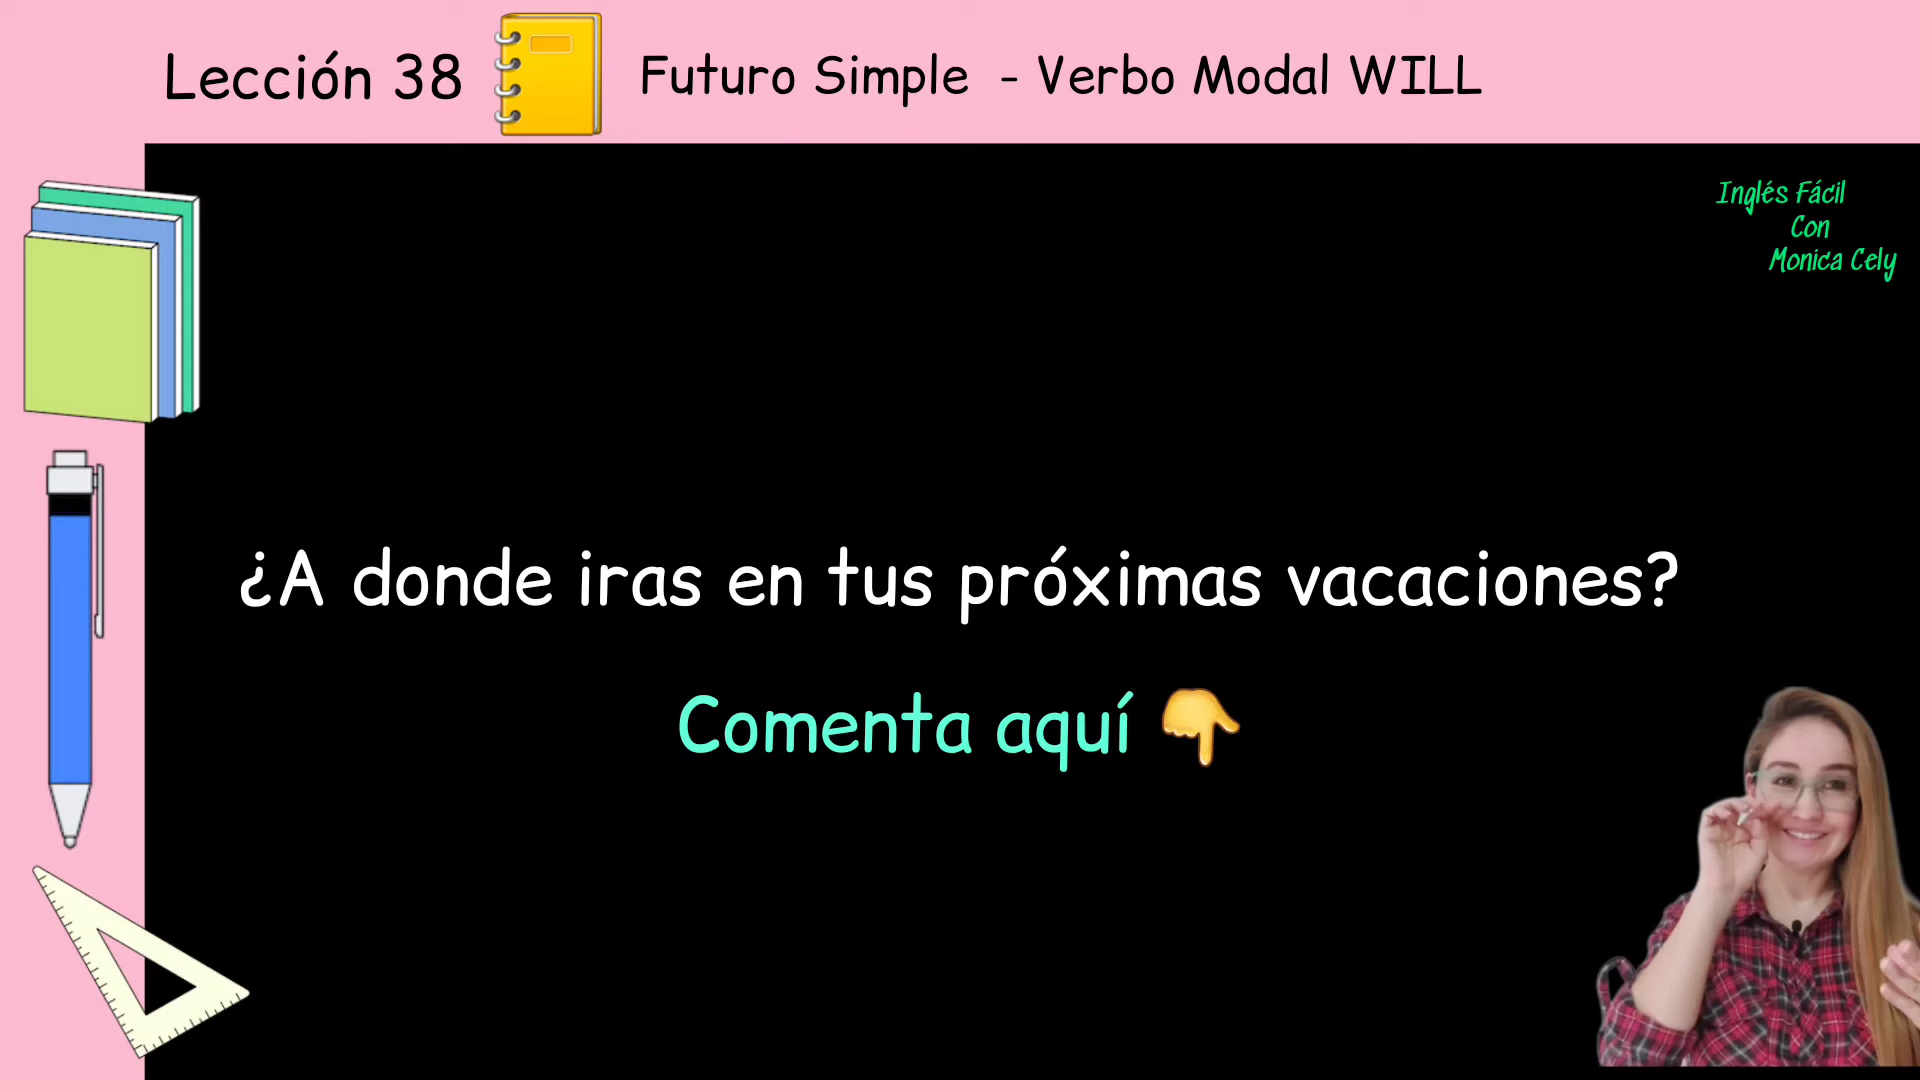 Lección 38
Futuro Simple - Verbo Modal WILL
Inglés Fácil
Con
Monica Cely
¿A donde iras en tus próximas vacaciones?
Comenta aquí 👇